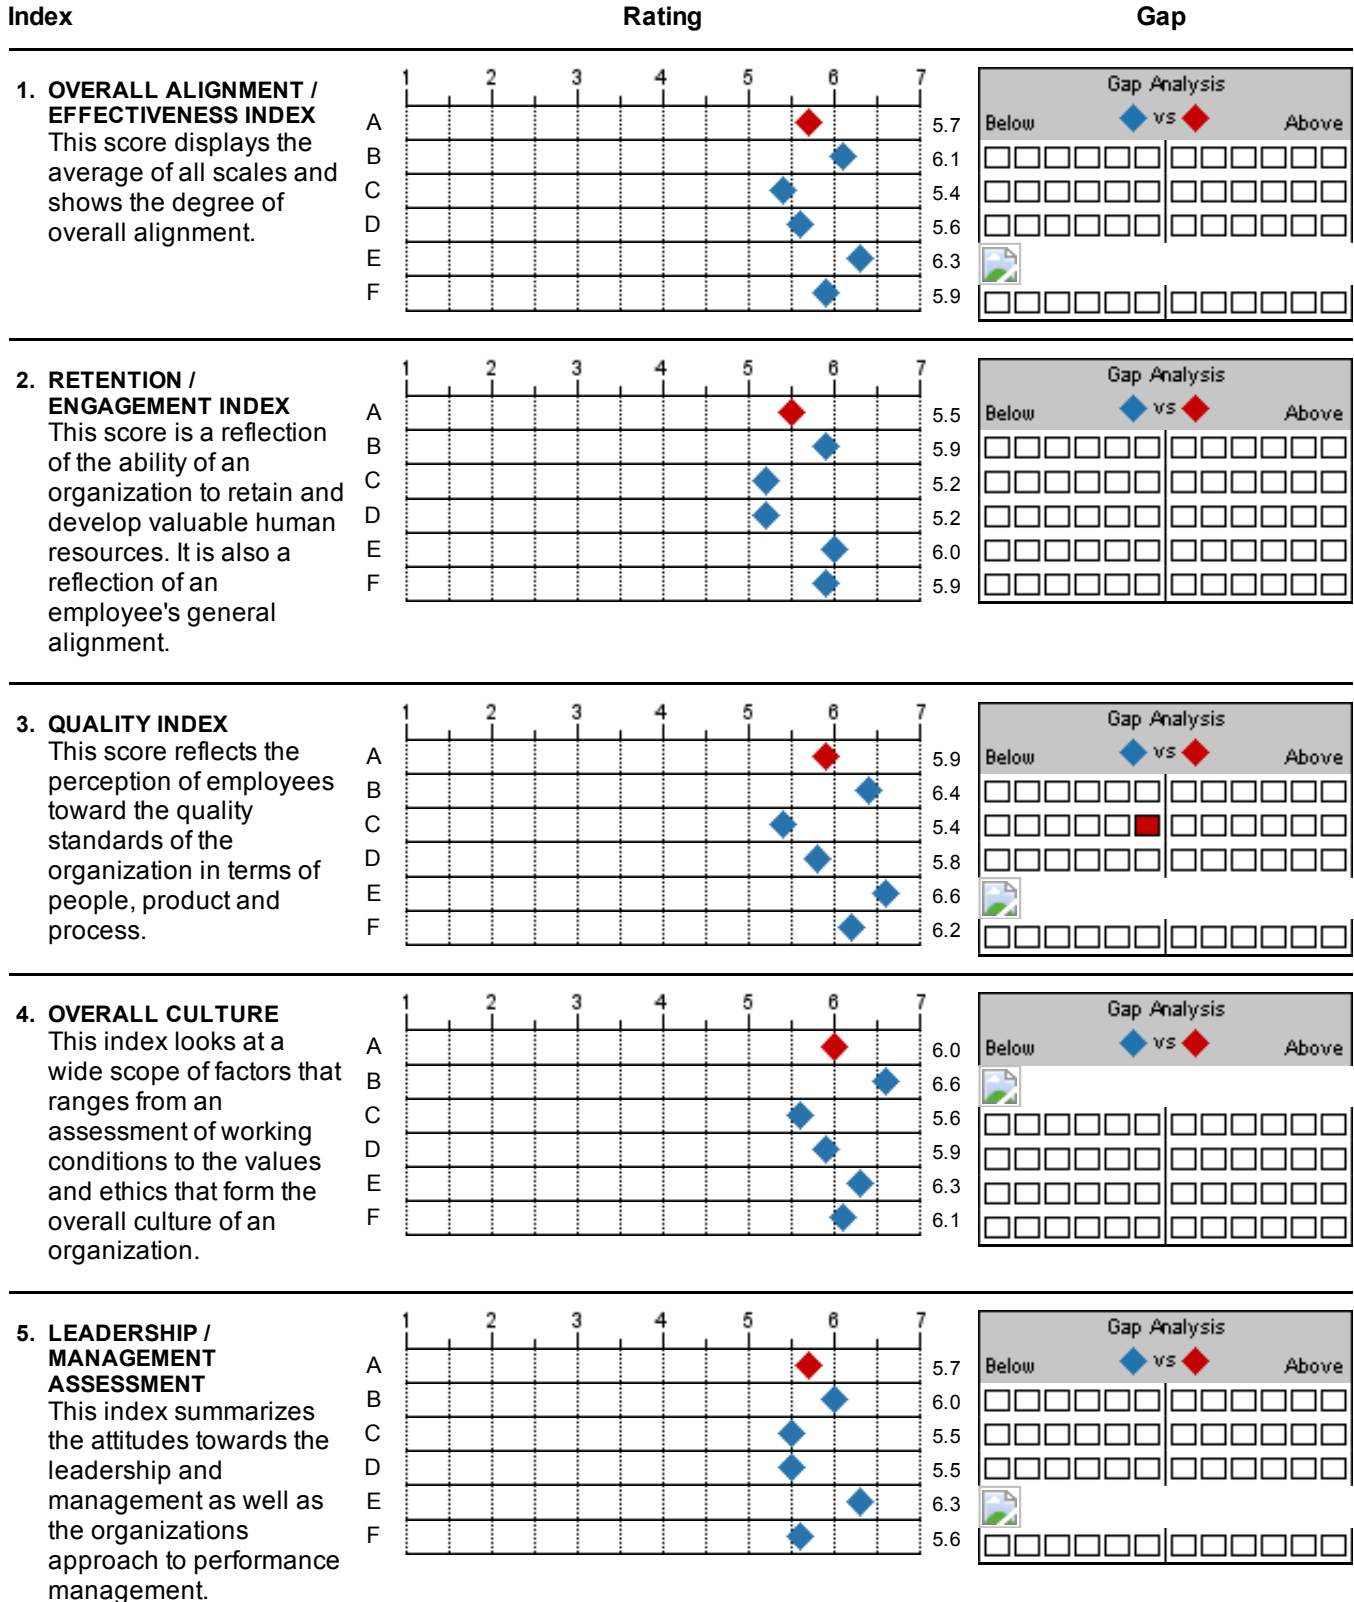 Index Rating Gap
1. OVERALL ALIGNMENT /
EFFECTIVENESS INDEX
This score displays the
average of all scales and
shows the degree of
overall alignment.
1 2 3 4 5 6 7
A 5.7
B 6.1
C 5.4
D 5.6
E 6.3
F 5.9
Gap Analysis
Below vs Above
2. RETENTION /
ENGAGEMENT INDEX
This score is a reflection
of the ability of an
organization to retain and
develop valuable human
resources. It is also a
reflection of an
employee's general
alignment.
1 2 3 4 5 6 7
A 5.5
B 5.9
C 5.2
D 5.2
E 6.0
F 5.9
Gap Analysis
Below vs Above
3. QUALITY INDEX
This score reflects the
perception of employees
toward the quality
standards of the
organization in terms of
people, product and
process.
1 2 3 4 5 6 7
A 5.9
B 6.4
C 5.4
D 5.8
E 6.6
F 6.2
Gap Analysis
Below vs Above
4. OVERALL CULTURE
This index looks at a
wide scope of factors that
ranges from an
assessment of working
conditions to the values
and ethics that form the
overall culture of an
organization.
1 2 3 4 5 6 7
A 6.0
B 6.6
C 5.6
D 5.9
E 6.3
F 6.1
Gap Analysis
Below vs Above
5. LEADERSHIP /
MANAGEMENT
ASSESSMENT
This index summarizes
the attitudes towards the
leadership and
management as well as
the organizations
approach to performance
management.
1 2 3 4 5 6 7
A 5.7
B 6.0
C 5.5
D 5.5
E 6.3
F 5.6
Gap Analysis
Below vs Above